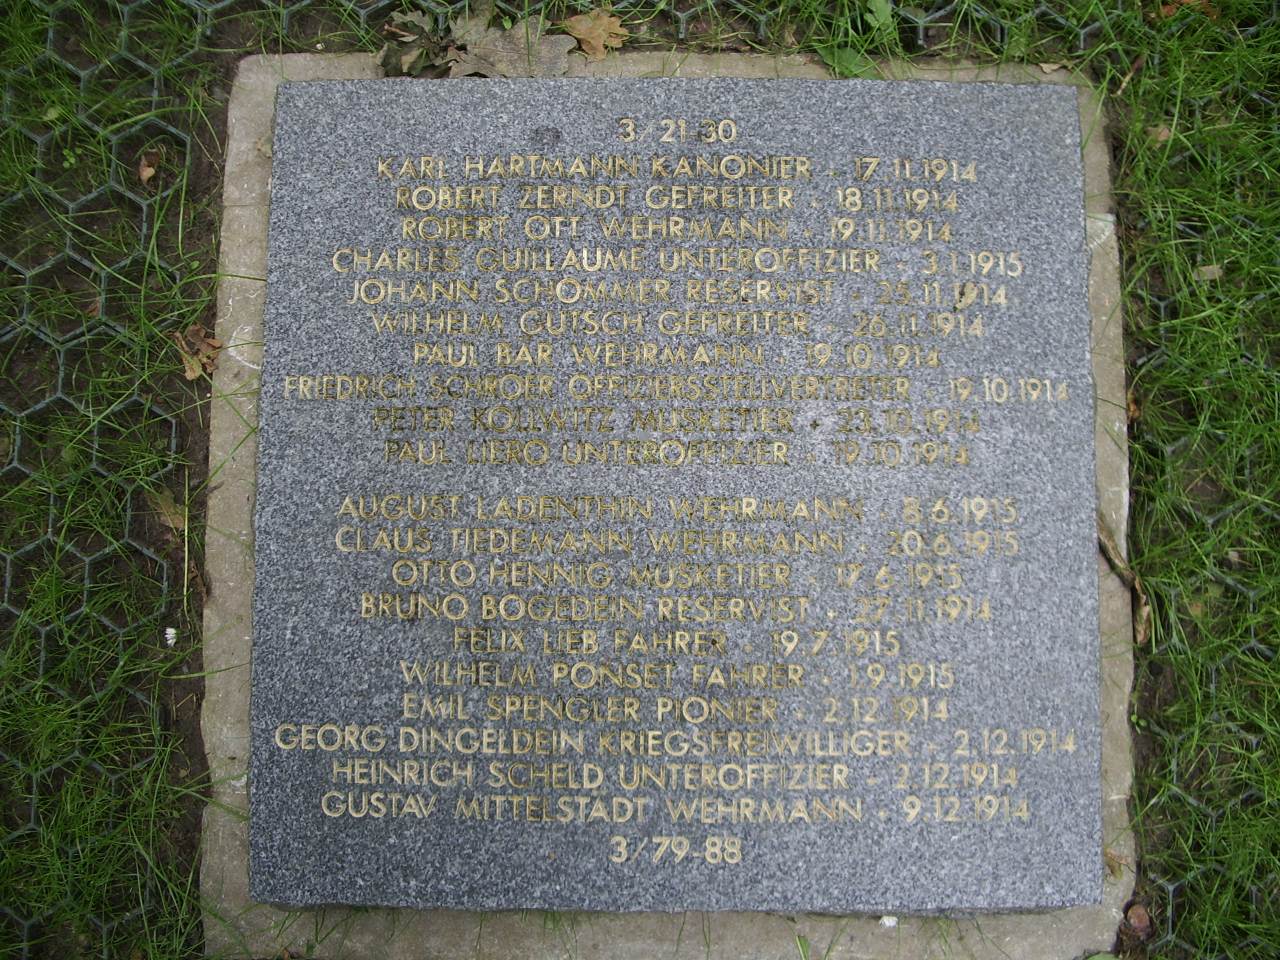 3/21-30
KARL HARTMANN KANONIER + 17.11.1914
ROBERT ZERNDT GEFREITER + 18.11.1914
ROBERT OTT WEHRMANN + 19.11.1914
CHARLES GUILLAUME UNTEROFFIZIER + 3.1.1915
JOHANN SCHOMMER RESERVIST + 25.11.1914
WILHELM GUTSCH GEFREITER + 26.11.1914
PAUL BÄR WEHRMANN + 19.10.1914
FRIEDRICH SCHRÖER OFFIZIERSSTELLVERTRETER + 19.10.1914
PETER KOLLWITZ MUSKETIER + 23.10.1914
PAUL LIERO UNTEROFFIZIER + 19.10.1914
AUGUST LADENTHIN WEHRMANN + 8.6.1915
CLAUS TIEDEMANN WEHRMANN + 20.6.1915
OTTO HENNIG MUSKETIER + 17.6.1915
BRUNO BOGEDEIN RESERVIST + 27.11.1914
FELIX LIEB FAHRER + 19.7.1915
WILHELM PONSET FAHRER + 1.9.1915
EMIL SPENGLER PIONIER + 2.12.1914
GEORG DINGELDEIN KRIEGSFREIWILLIGER + 2.12.1914
HEINRICH SCHELD UNTEROFFIZIER + 2.12.1914
GUSTAV MITTELSTADT WEHRMANN + 9.12.1914
3/79-88